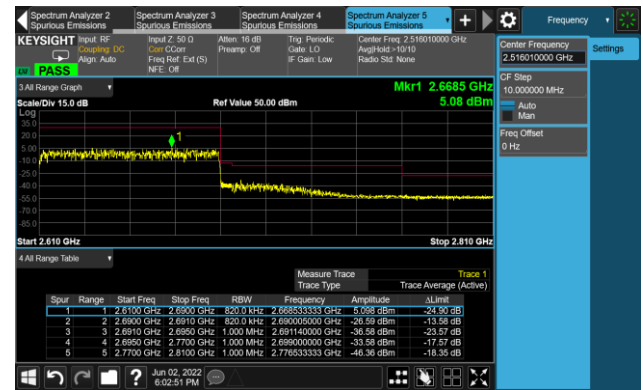 Spectrum Analyzer 2 Spectrum Analyzer 3 Spectrum Analyzer 4 Spectrum Analyzer 5 Frequency
Spurious Emissions Spurious Emissions Spurious Emissions Spurious Emissions
KEYSIGHT Input: RF Input Z: 50 Ω Atten: 16 dB Trig: Periodic Center Freq: 2.516010000 GHz
Coupling: DC Corr CCorr Preamp: Off Gate: LO Avg|Hold:>10/10
Align: Auto Freq Ref: Ext (S) IF Gain: Low Radio Std: None
NFE: Off
PASS
Center Frequency Settings
2.516010000 GHz
CF Step
10.000000 MHz
Auto
Man
Freq Offset
0 Hz
3 All Range Graph Mkr1 2.6685 GHz
Scale/Div 15.0 dB Ref Value 50.00 dBm 5.08 dBm
Log
35.0
20.0
5.00
-10.0
-25.0
-40.0
-55.0
-70.0
-85.0
1
Start 2.610 GHz Stop 2.810 GHz
4 All Range Table
Measure Trace Trace 1
Trace Type Trace Average (Active)
Spur Range Start Freq Stop Freq RBW Frequency Amplitude ΔLimit
1 1 2.6100 GHz 2.6900 GHz 820.0 kHz 2.668533333 GHz 5.098 dBm -24.90 dB
2 2 2.6900 GHz 2.6910 GHz 820.0 kHz 2.690005000 GHz -26.59 dBm -13.58 dB
3 3 2.6910 GHz 2.6950 GHz 1.000 MHz 2.691140000 GHz -36.58 dBm -23.57 dB
4 4 2.6950 GHz 2.7700 GHz 1.000 MHz 2.699000000 GHz -33.58 dBm -17.57 dB
5 5 2.7700 GHz 2.8100 GHz 1.000 MHz 2.776533333 GHz -46.36 dBm -18.35 dB
Jun 02, 2022
6:02:51 PM